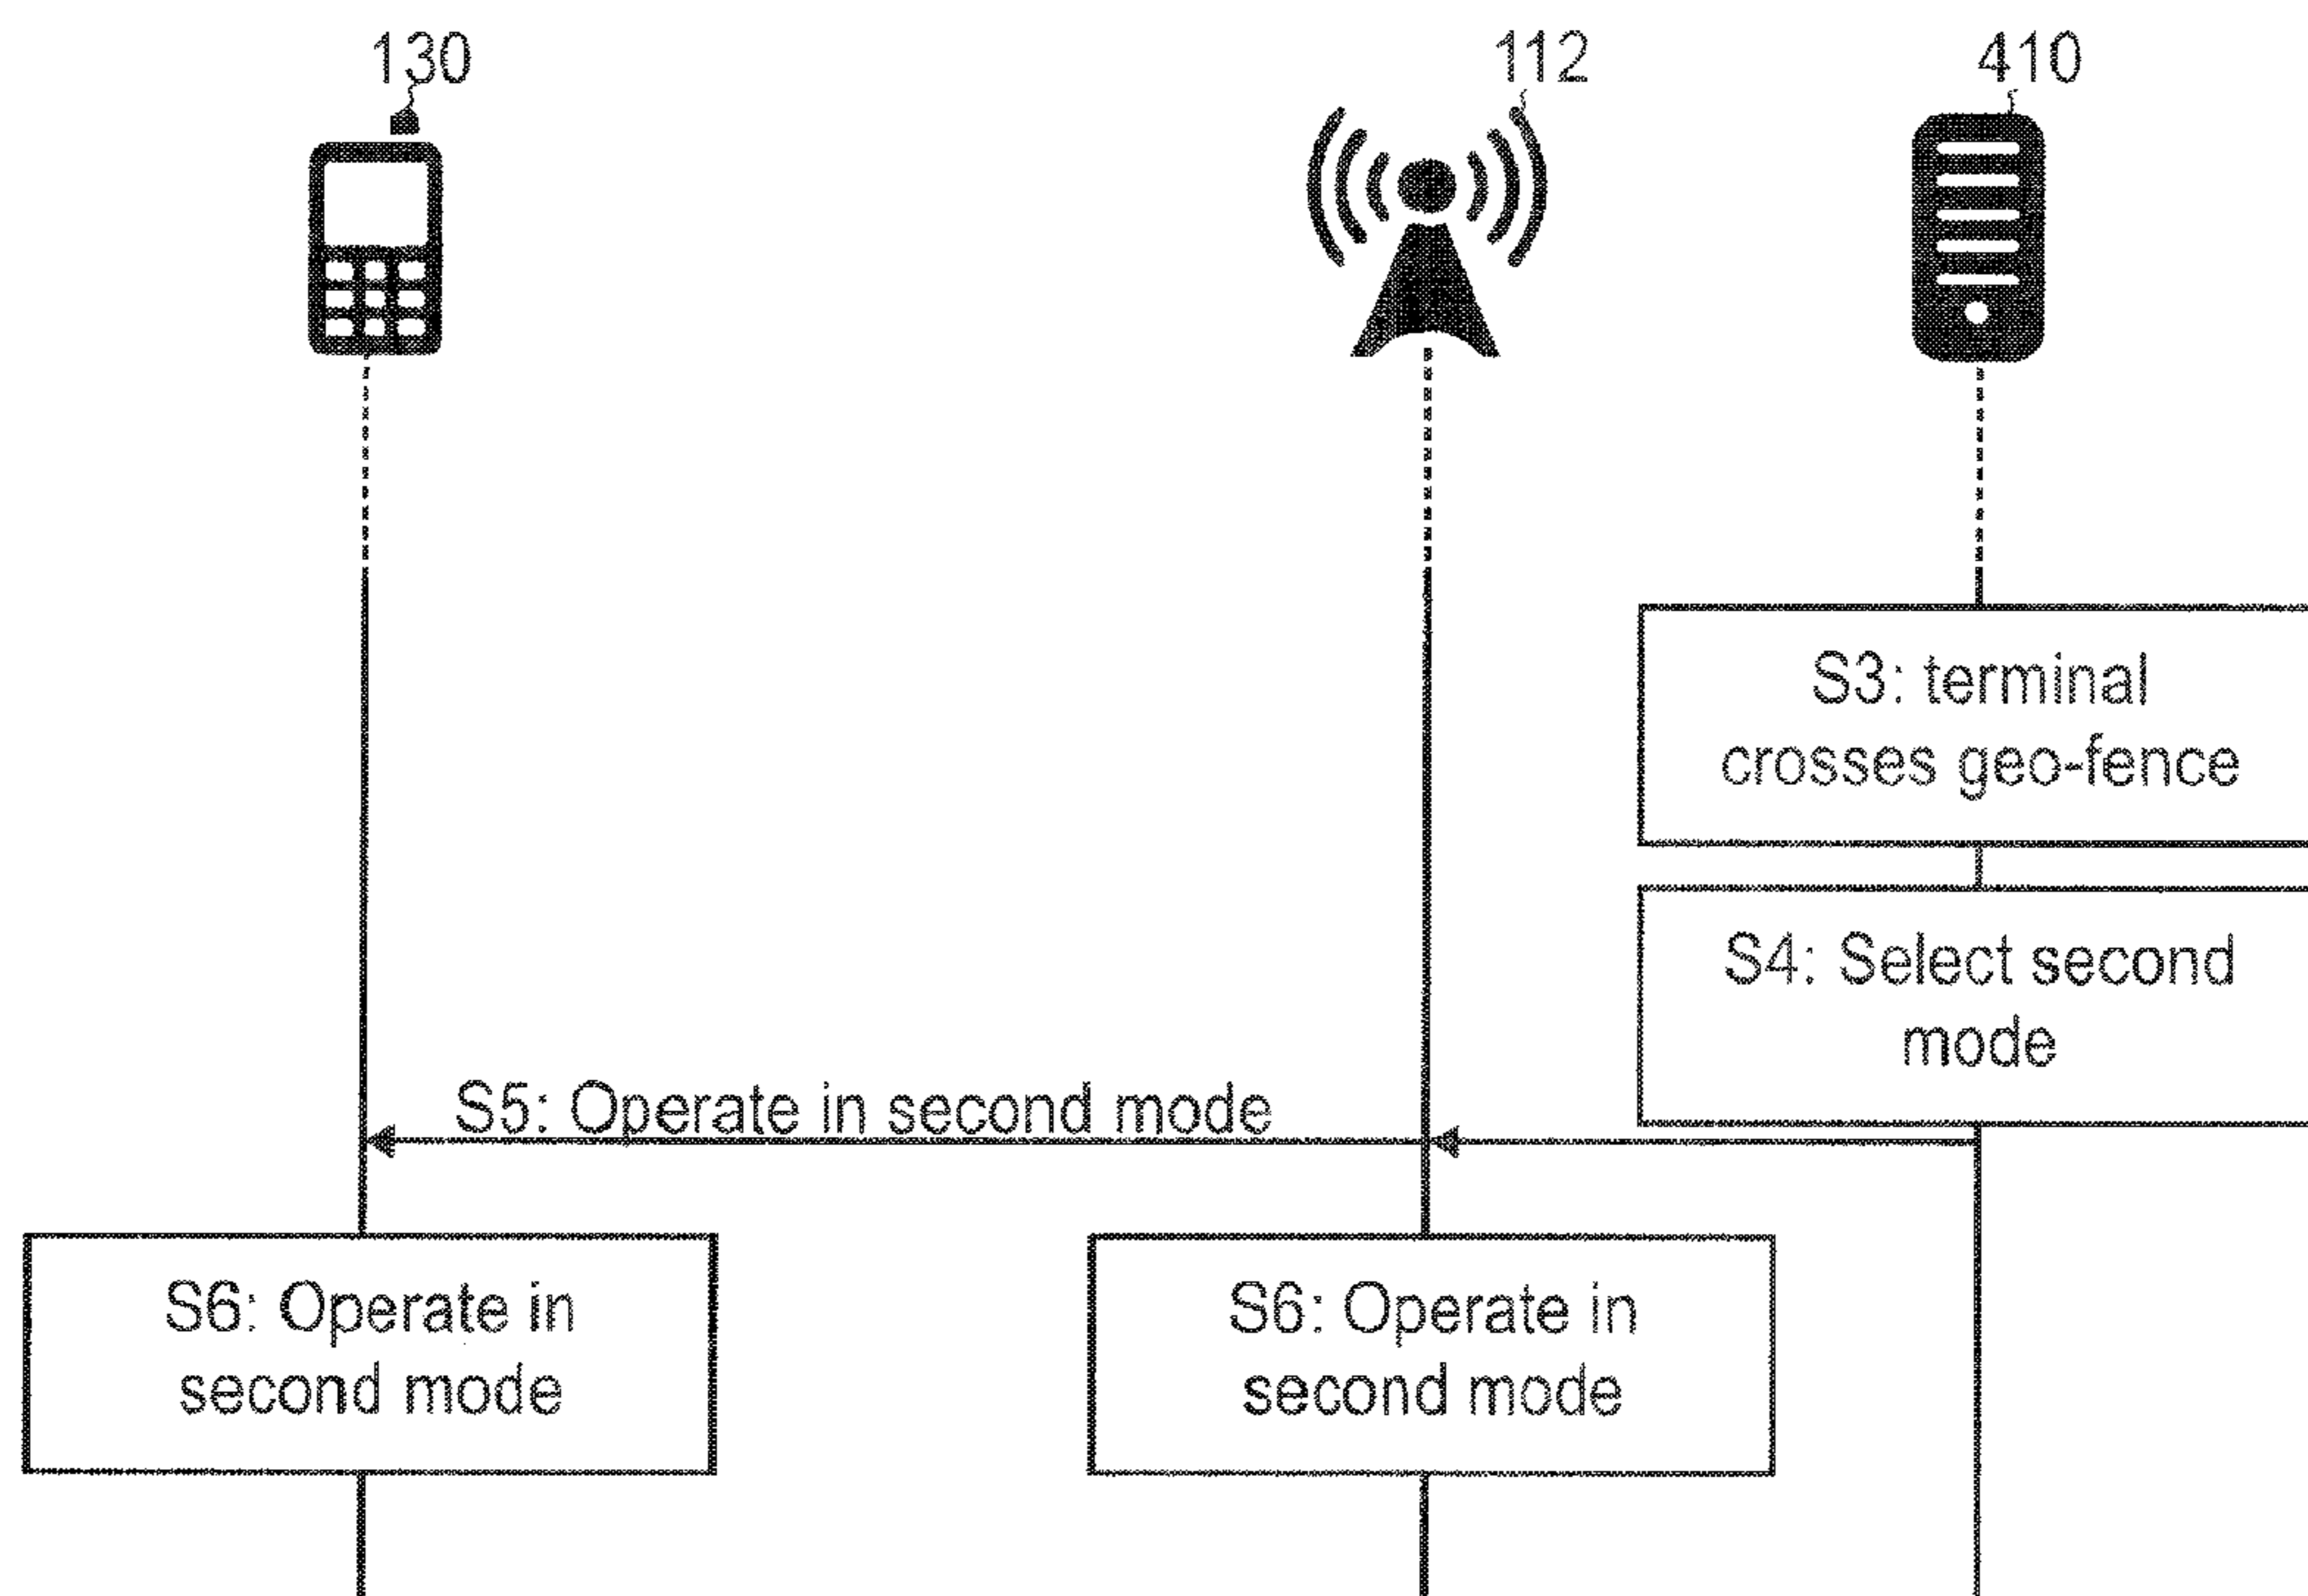 130
112
410
S3: terminal
crosses geo-fence
S4: Select second
mode
S5: Operate in second mode
S6: Operate in
second mode
S6: Operate in
second mode